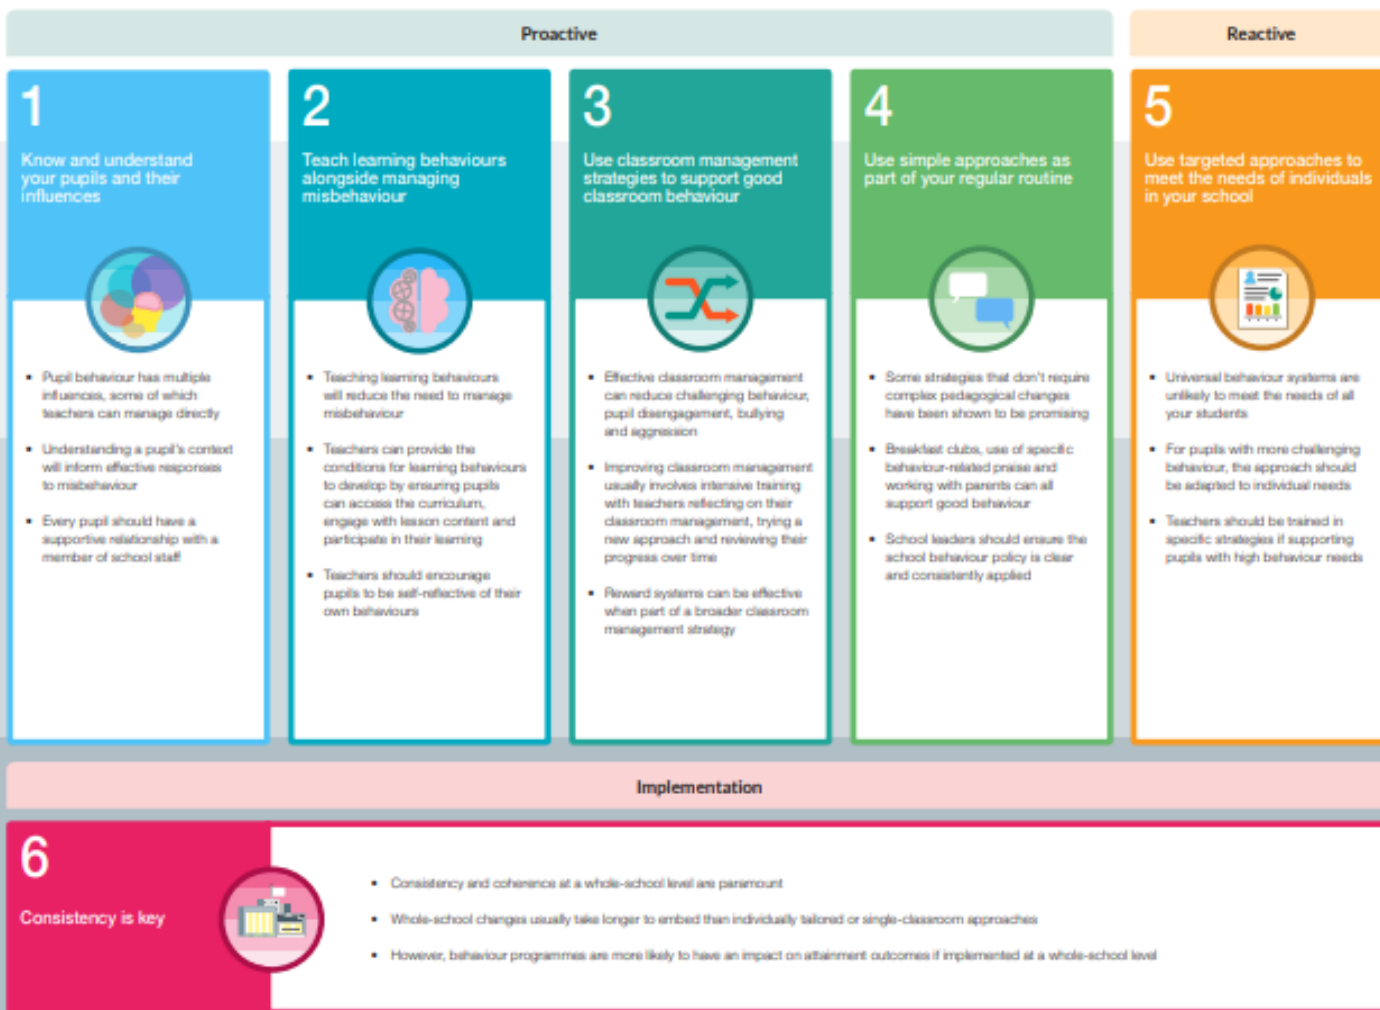 Proactive
Reactive
1
Know and understand
your pupils and their
influences
• Pupil behaviour has multiple
influences, some of which
teachers can manage directly
• Understanding a pupil's context
will inform effective responses
to misbehaviour
• Every pupil should have a
supportive relationship with a
member of school staff
2
Teach learning behaviours
alongside managing
misbehaviour
• Teaching learning behaviours
will reduce the need to manage
misbehaviour
• Teachers can provide the
conditions for learning behaviours
to develop by ensuring pupils
can access the curriculum,
engage with lesson content and
participate in their learning
• Teachers should encourage
pupils to be self-reflective of their
own behaviours
3
Use classroom management
strategies to support good
classroom behaviour
• Effective classroom management
can reduce challenging behaviour,
pupil disengagement, bullying
and aggression
• Improving classroom management
usually involves intensive training
with teachers reflecting on their
classroom management, trying a
new approach and reviewing their
progress over time
• Reward systems can be effective
when part of a broader classroom
management strategy
4
Use simple approaches as
part of your regular routine
• Some strategies that don't require
complex pedagogical changes
have been shown to be promising
• Breakfast clubs, use of specific
behaviour-related praise and
working with parents can all
support good behaviour
• School leaders should ensure the
school behaviour policy is clear
and consistently applied
5
Use targeted approaches to
meet the needs of individuals
in your school
• Universal behaviour systems are
unlikely to meet the needs of all
your students
• For pupils with more challenging
behaviour, the approach should
be adapted to individual needs
• Teachers should be trained in
specific strategies if supporting
pupils with high behaviour needs
Implementation
6
Consistency is key
• Consistency and coherence at a whole-school level are paramount
• Whole-school changes usually take longer to embed than individually tailored or single-classroom approaches
• However, behaviour programmes are more likely to have an impact on attainment outcomes if implemented at a whole-school level